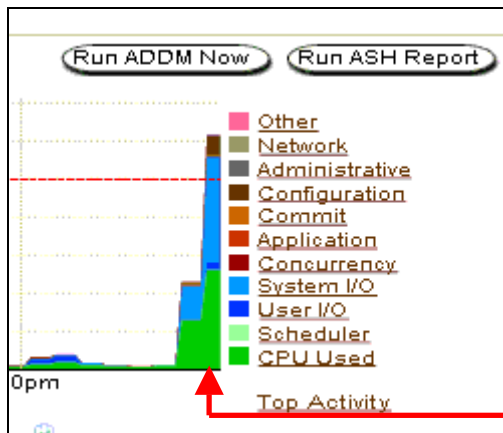 Run ADDM Now
Run ASH Report
Other
Network
Administrative
Configuration
Commit
Application
Concurrency
System I/O
User I/O
Scheduler
CPU Used
0pm
Top Activity